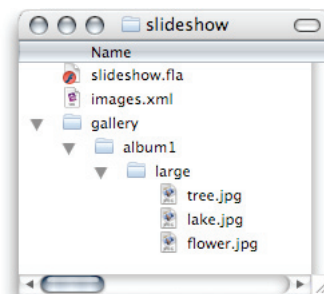 slideshow
Name
slideshow.fla
images.xml
gallery
album1
large
tree.jpg
lake.jpg
flower.jpg